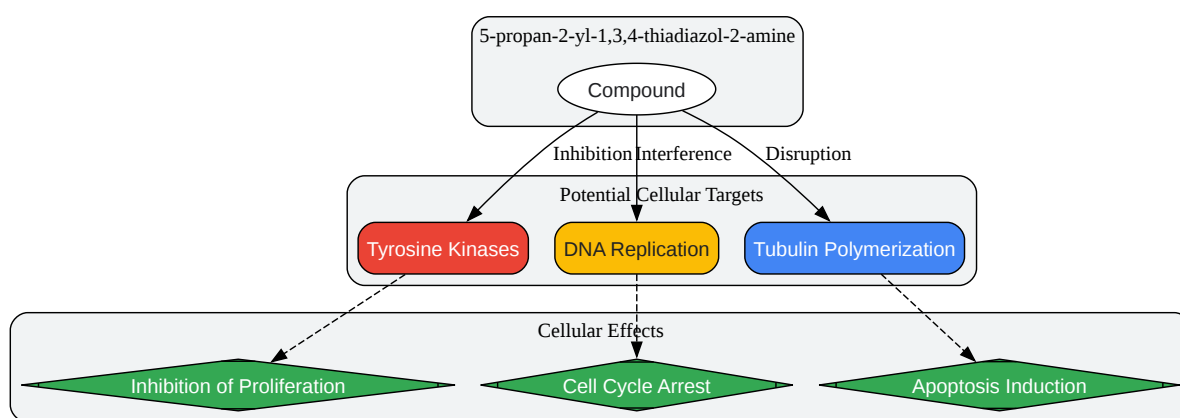 5-propan-2-yl-1,3,4-thiadiazol-2-amine
Compound
Inhibition Interference Disruption
Potential Cellular Targets
Tyrosine Kinases DNA Replication Tubulin Polymerization
Cellular Effects
Inhibition of Proliferation Cell Cycle Arrest Apoptosis Induction